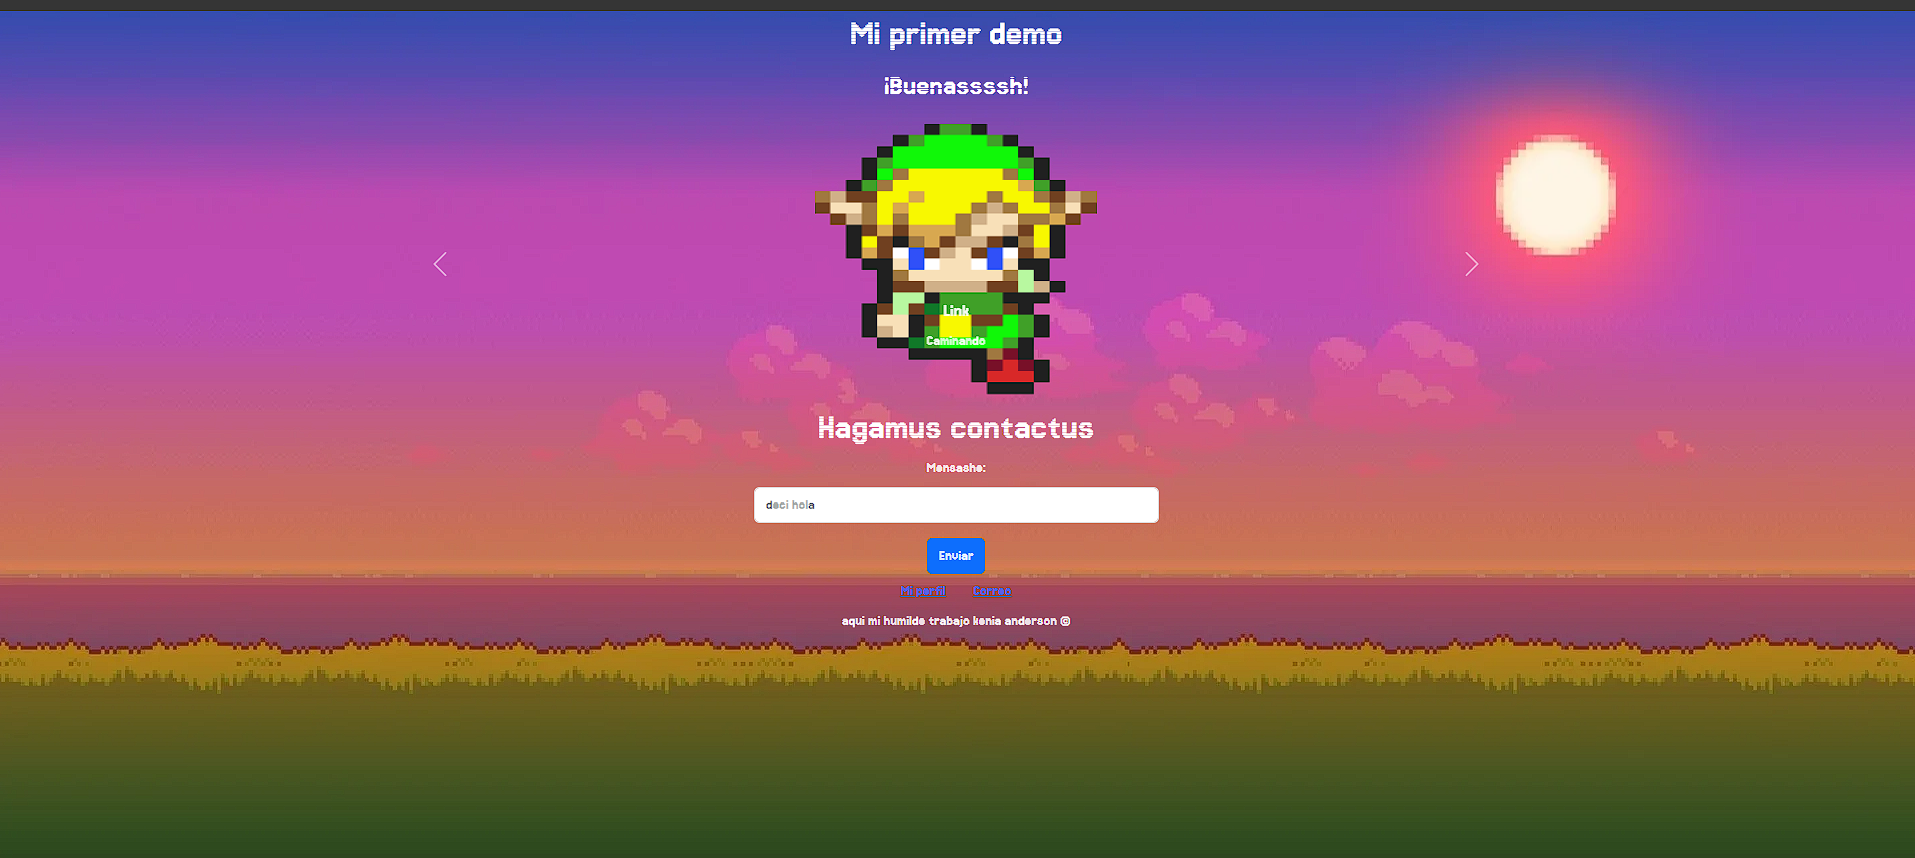 Mi primer demo
¡Buenassssh!
Link
Caminando
Hagamus contactus
Mensashe:
deci hola
Enviar
Mi perfil Correo
aqui mi humilde trabajo kenia anderson ©